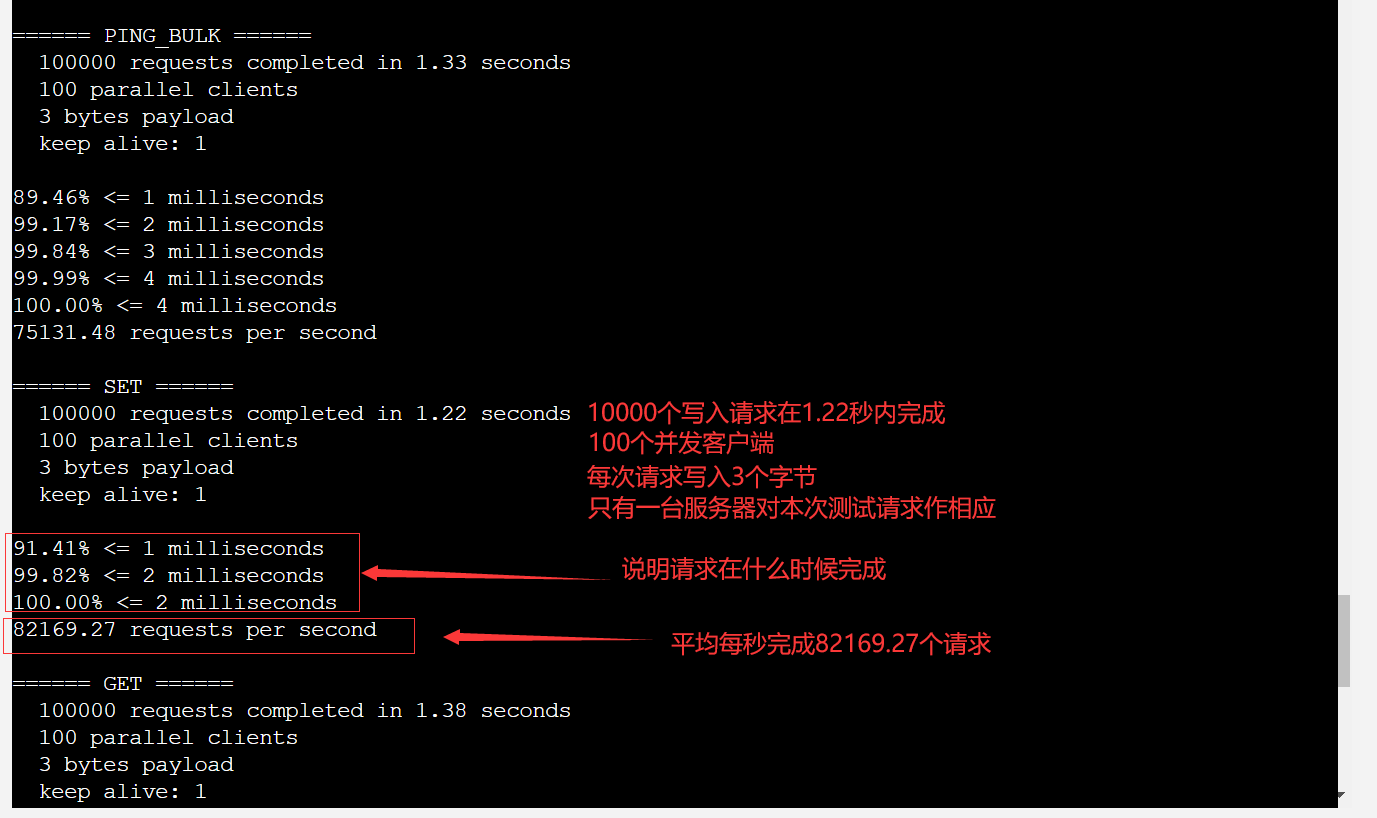 ====== PING_BULK ======
100000 requests completed in 1.33 seconds
100 parallel clients
3 bytes payload
keep alive: 1
89.46% <= 1 milliseconds
99.17% <= 2 milliseconds
99.84% <= 3 milliseconds
99.99% <= 4 milliseconds
100.00% <= 4 milliseconds
75131.48 requests per second
====== SET ======
100000 requests completed in 1.22 seconds 10000个写入请求在1.22秒内完成
100 parallel clients 100个并发客户端
3 bytes payload 每次请求写入3个字节
keep alive: 1 只有一台服务器对本次测试请求作相应
91.41% <= 1 milliseconds
99.82% <= 2 milliseconds 说明请求在什么时候完成
100.00% <= 2 milliseconds
82169.27 requests per second 平均每秒完成82169.27个请求
====== GET ======
100000 requests completed in 1.38 seconds
100 parallel clients
3 bytes payload
keep alive: 1